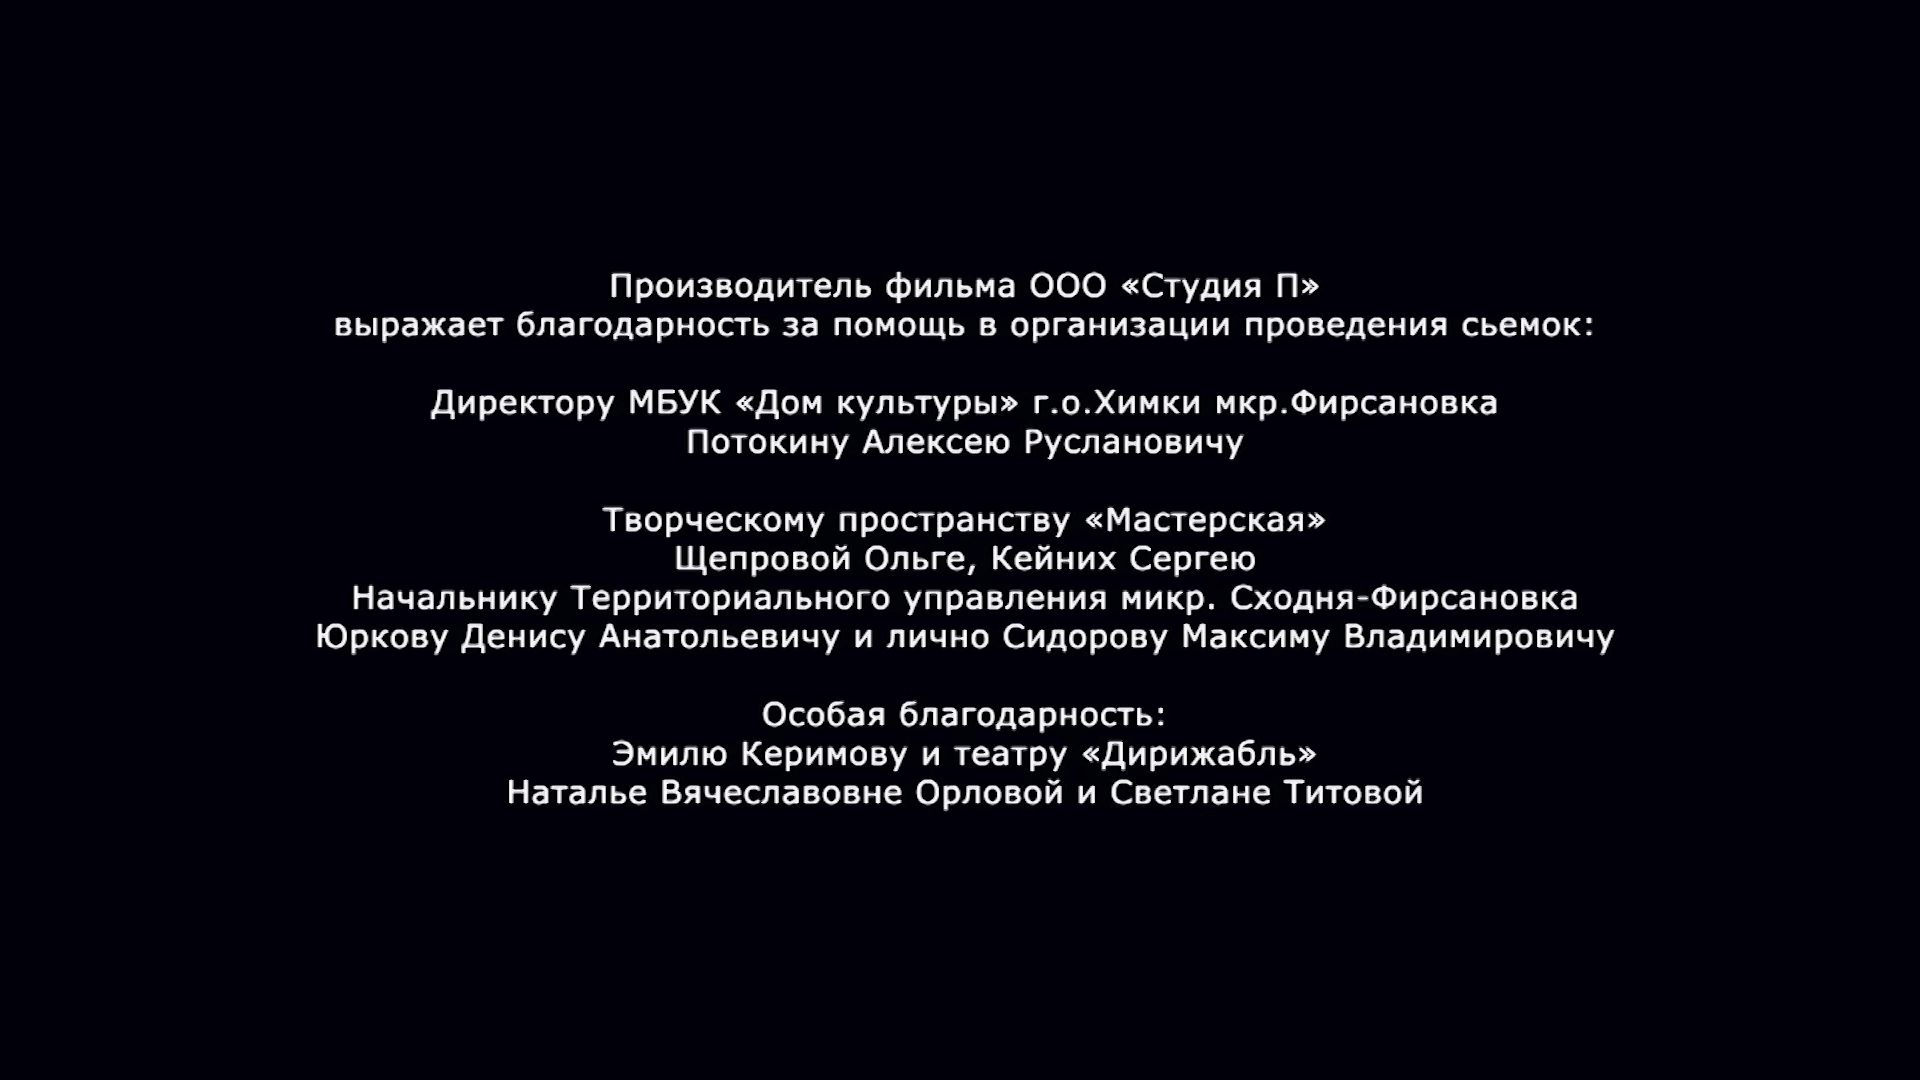 Производитель фильма ООО «Студия П»
выражает благодарность за помощь в организации проведения сьемок:
Директору МБУК «Дом культуры» г.о.Химки мкр.Фирсановка
Потокину Алексею Руслановичу
Творческому пространству «Мастерская»
Щепровой Ольге, Кейних Сергею
Начальнику Территориального управления микр. Сходня-Фирсановка
Юркову Денису Анатольевичу и лично Сидорову Максиму Владимировичу
Особая благодарность:
Эмилю Керимову и театру «Дирижабль»
Наталье Вячеславовне Орловой и Светлане Титовой